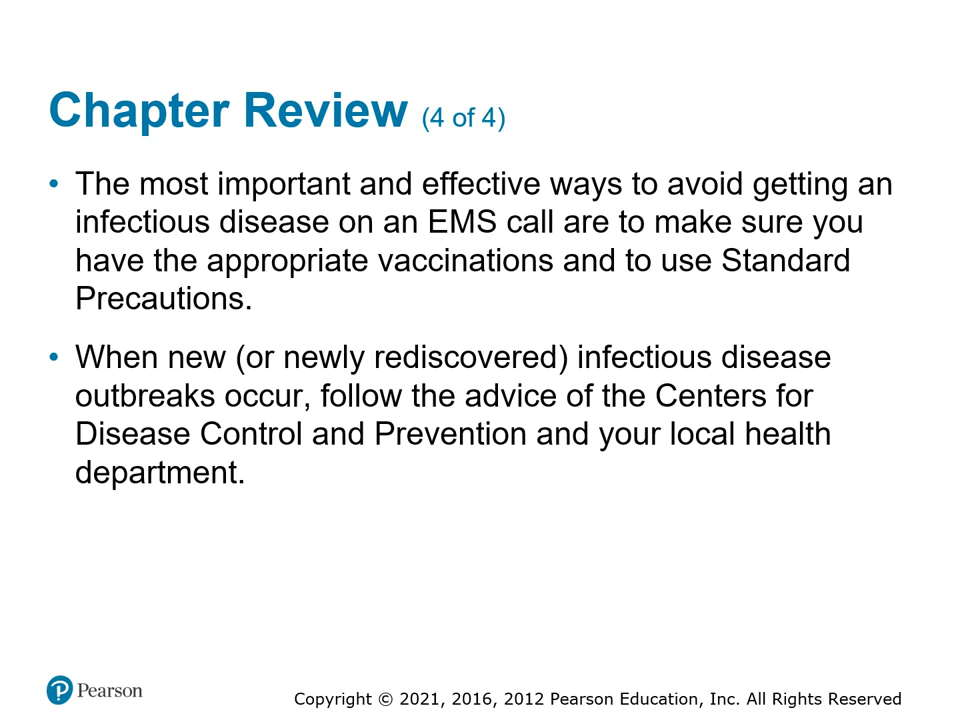 Chapter Review (4 of 4)
• The most important and effective ways to avoid getting an
infectious disease on an EMS call are to make sure you
have the appropriate vaccinations and to use Standard
Precautions.
• When new (or newly rediscovered) infectious disease
outbreaks occur, follow the advice of the Centers for
Disease Control and Prevention and your local health
department.
P Pearson
Copyright © 2021, 2016, 2012 Pearson Education, Inc. All Rights Reserved